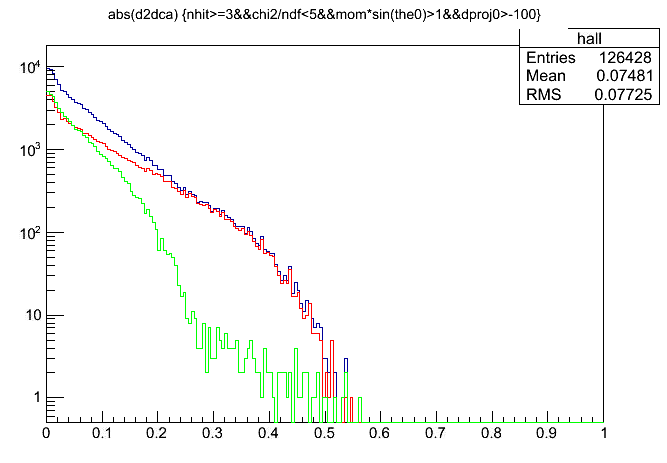 abs(d2dca) {nhit>=3&&chi2/ndf<5&&mom*sin(the0)>1&&dproj0>-100}
hall
Entries 126428
Mean 0.07481
RMS 0.07725
10⁴
10³
10²
10
1
0 0.1 0.2 0.3 0.4 0.5 0.6 0.7 0.8 0.9 1